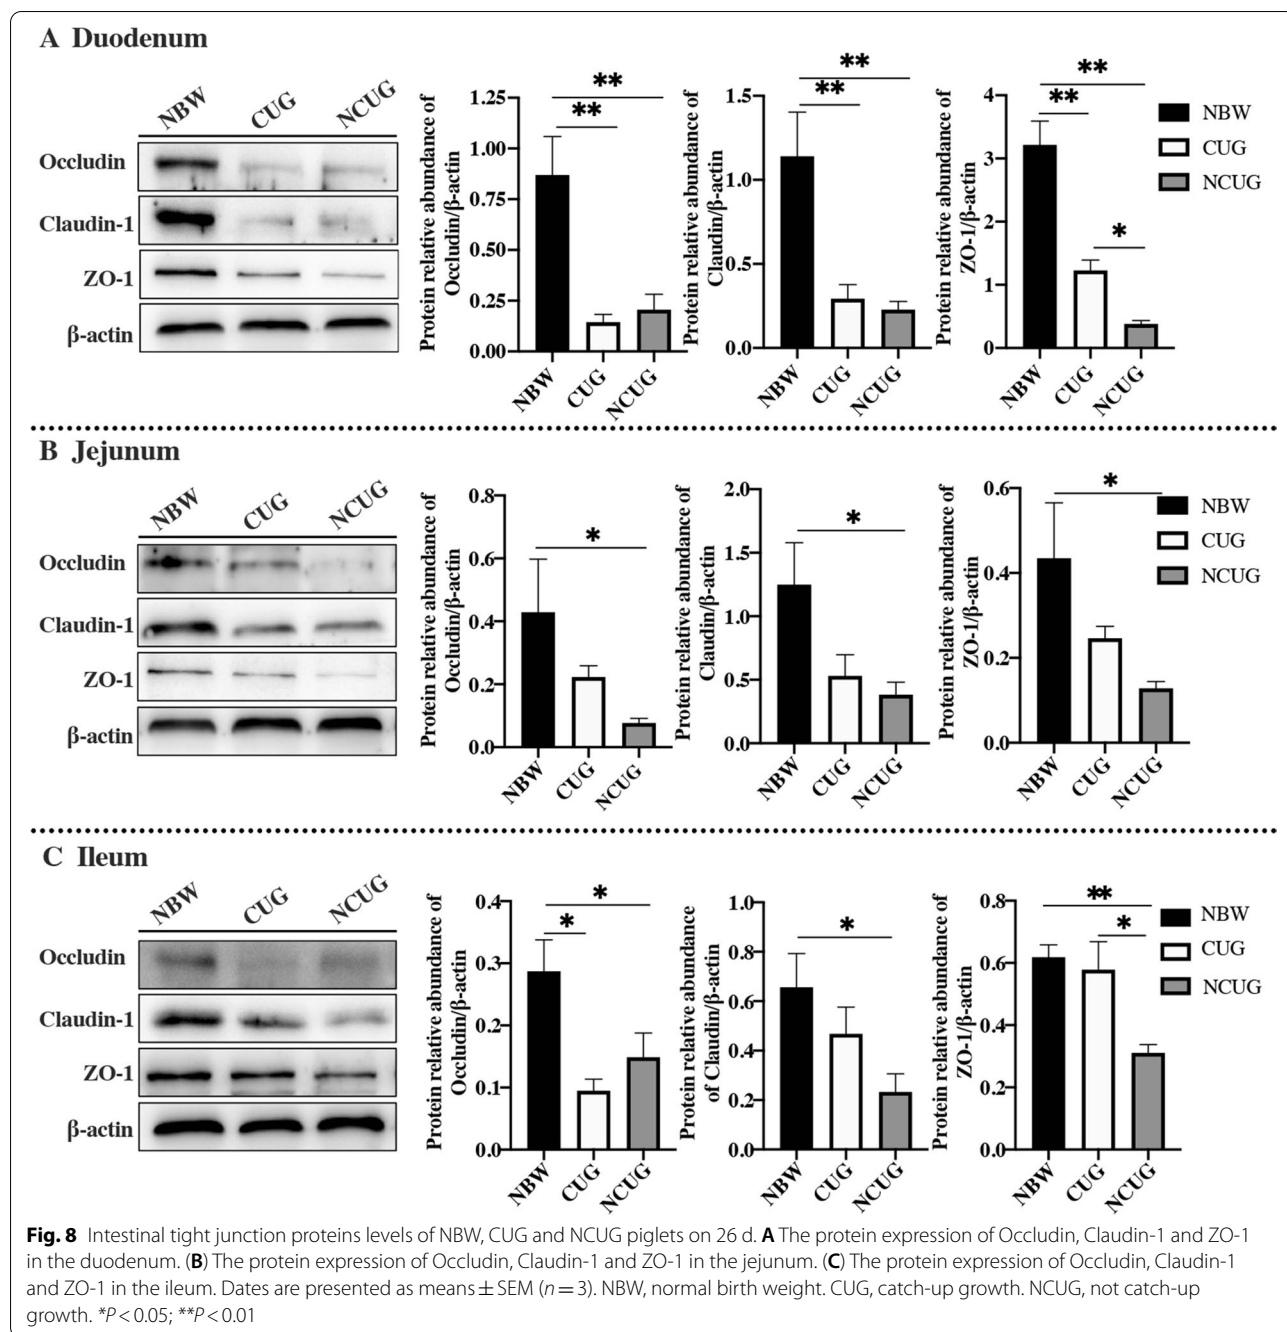 A Duodenum
NBW
CUG
NCUG
Occludin
Claudin-1
ZO-1
β-actin
Protein relative abundance of
Occludin/β-actin
1.25
1.00
0.75
0.50
0.25
0.00
**
**
NBW
CUG
NCUG
Protein relative abundance of
Claudin/β-actin
1.5
1.0
0.5
0.0
**
**
NBW
CUG
NCUG
Protein relative abundance of
ZO-1/β-actin
4
3
2
1
0
**
**
*
NBW
CUG
NCUG
NBW
CUG
NCUG
B Jejunum
NBW
CUG
NCUG
Occludin
Claudin-1
ZO-1
β-actin
Protein relative abundance of
Occludin/β-actin
0.8
0.6
0.4
0.2
0.0
*
NBW
CUG
NCUG
Protein relative abundance of
Claudin/β-actin
2.0
1.5
1.0
0.5
0.0
*
NBW
CUG
NCUG
Protein relative abundance of
ZO-1/β-actin
0.6
0.4
0.2
0.0
*
NBW
CUG
NCUG
NBW
CUG
NCUG
C Ileum
NBW
CUG
NCUG
Occludin
Claudin-1
ZO-1
β-actin
Protein relative abundance of
Occludin/β-actin
0.4
0.3
0.2
0.1
0.0
*
*
NBW
CUG
NCUG
Protein relative abundance
of Claudin/β-actin
1.0
0.8
0.6
0.4
0.2
0.0
*
NBW
CUG
NCUG
Protein relative abundance of
ZO-1/β-actin
0.8
0.6
0.4
0.2
0.0
**
*
NBW
CUG
NCUG
NBW
CUG
NCUG
Fig. 8 Intestinal tight junction proteins levels of NBW, CUG and NCUG piglets on 26 d. A The protein expression of Occludin, Claudin-1 and ZO-1
in the duodenum. (B) The protein expression of Occludin, Claudin-1 and ZO-1 in the jejunum. (C) The protein expression of Occludin, Claudin-1
and ZO-1 in the ileum. Dates are presented as means ± SEM (n = 3). NBW, normal birth weight. CUG, catch-up growth. NCUG, not catch-up
growth. *P < 0.05; **P < 0.01